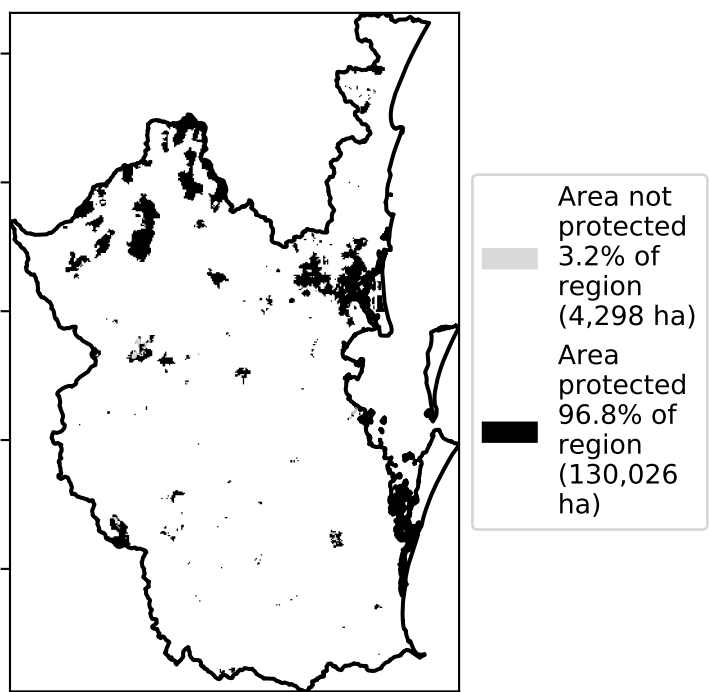 Area not
protected
3.2% of
region
(4,298 ha)
Area
protected
96.8% of
region
(130,026
ha)